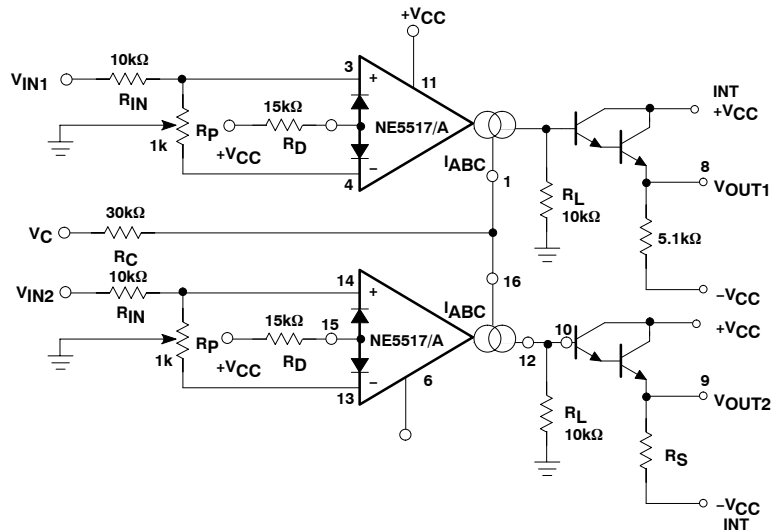 +VCC
10kΩ
VIN1
3
+
11
INT
+VCC
RIN
15kΩ
RP
NE5517/A
1k
+VCC
RD
−
4
IABC
1
8
VOUT1
RL
10kΩ
5.1kΩ
30kΩ
VC
RC
−VCC
10kΩ
VIN2
14
+
16
IABC
+VCC
RIN
15kΩ
15
RP
NE5517/A
10
12
1k
+VCC
RD
−
13
6
9
VOUT2
RL
10kΩ
RS
−VCC
INT